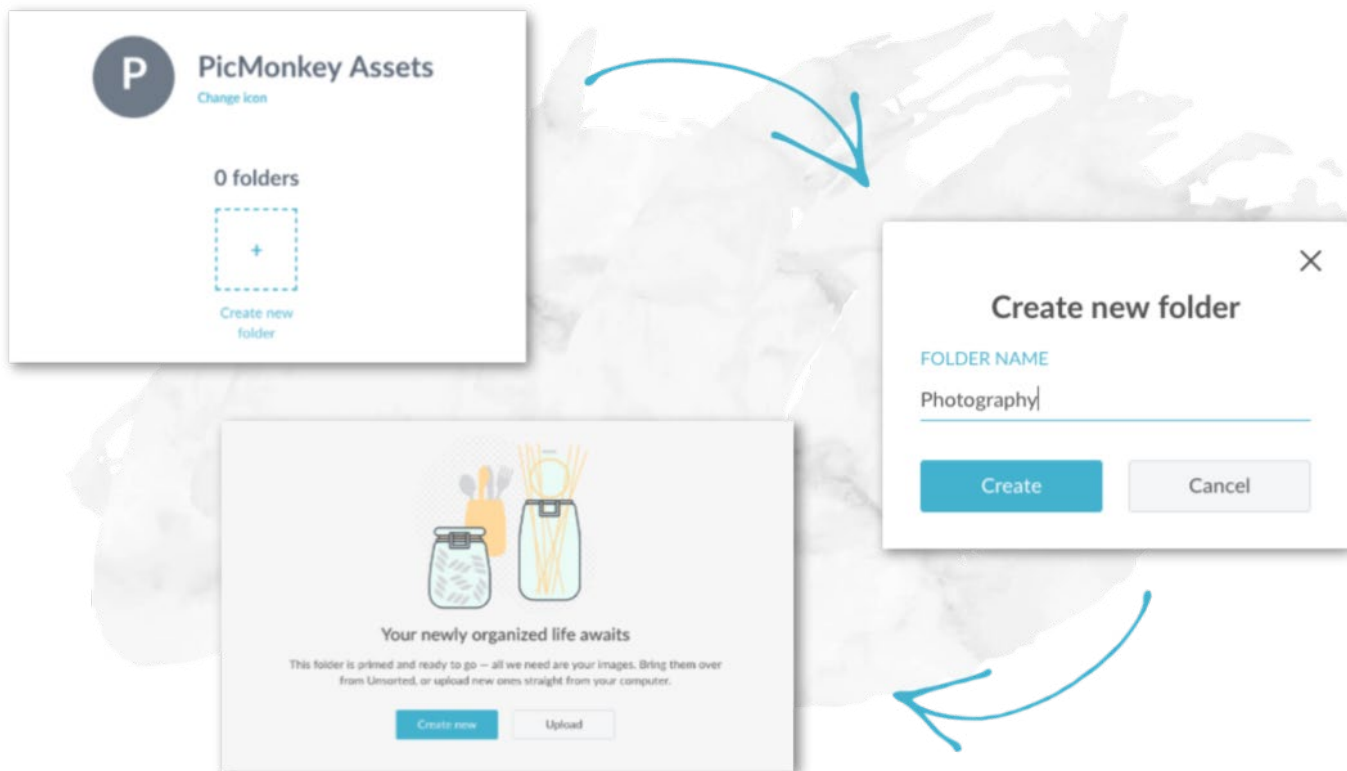 P
PicMonkey Assets
Change icon
0 folders
+
Create new
folder
Create new folder
FOLDER NAME
Photography
Create
Cancel
Your newly organized life awaits
This folder is primed and ready to go — all we need are your images. Bring them over
from Unsorted, or upload new ones straight from your computer.
Create new
Upload